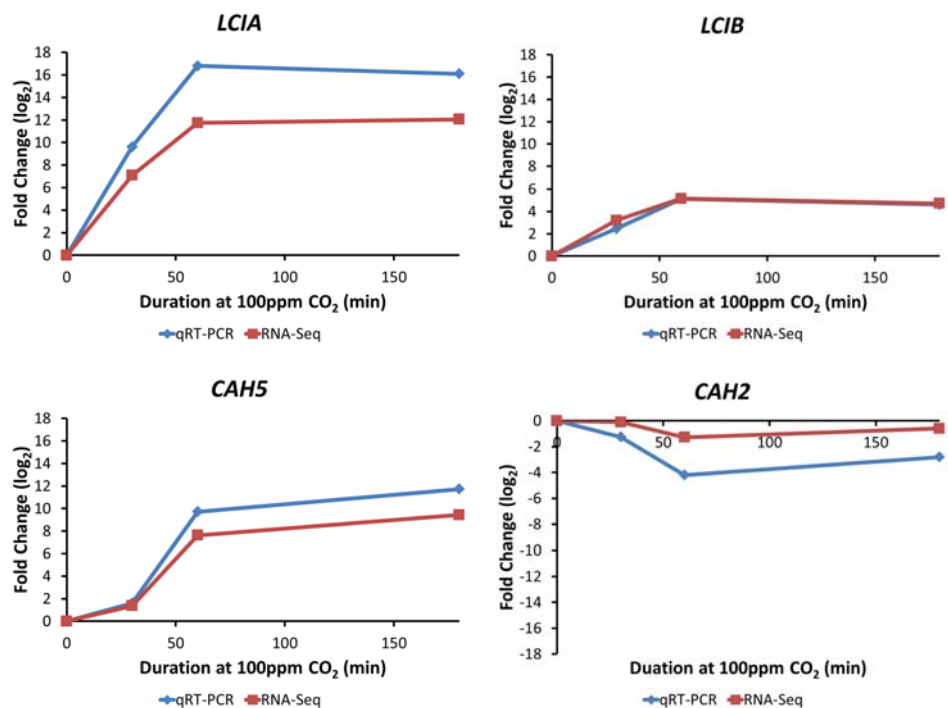 LCIA
18
16
14
12
10
8
6
4
2
0
Fold Change (log₂)
0 50 100 150
Duration at 100ppm CO₂ (min)
qRT-PCR RNA-Seq
LCIB
18
16
14
12
10
8
6
4
2
0
Fold Change (log₂)
0 50 100 150
Duration at 100ppm CO₂ (min)
qRT-PCR RNA-Seq
CAH5
18
16
14
12
10
8
6
4
2
0
Fold Change (log₂)
0 50 100 150
Duration at 100ppm CO₂ (min)
qRT-PCR RNA-Seq
CAH2
0
-2
-4
-6
-8
-10
-12
-14
-16
-18
Fold Change (log₂)
0 50 100 150
Duation at 100ppm CO₂ (min)
qRT-PCR RNA-Seq